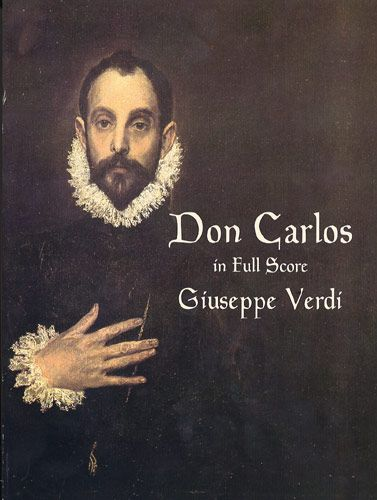 Don Carlos
in Full Score
Giuseppe Verdi